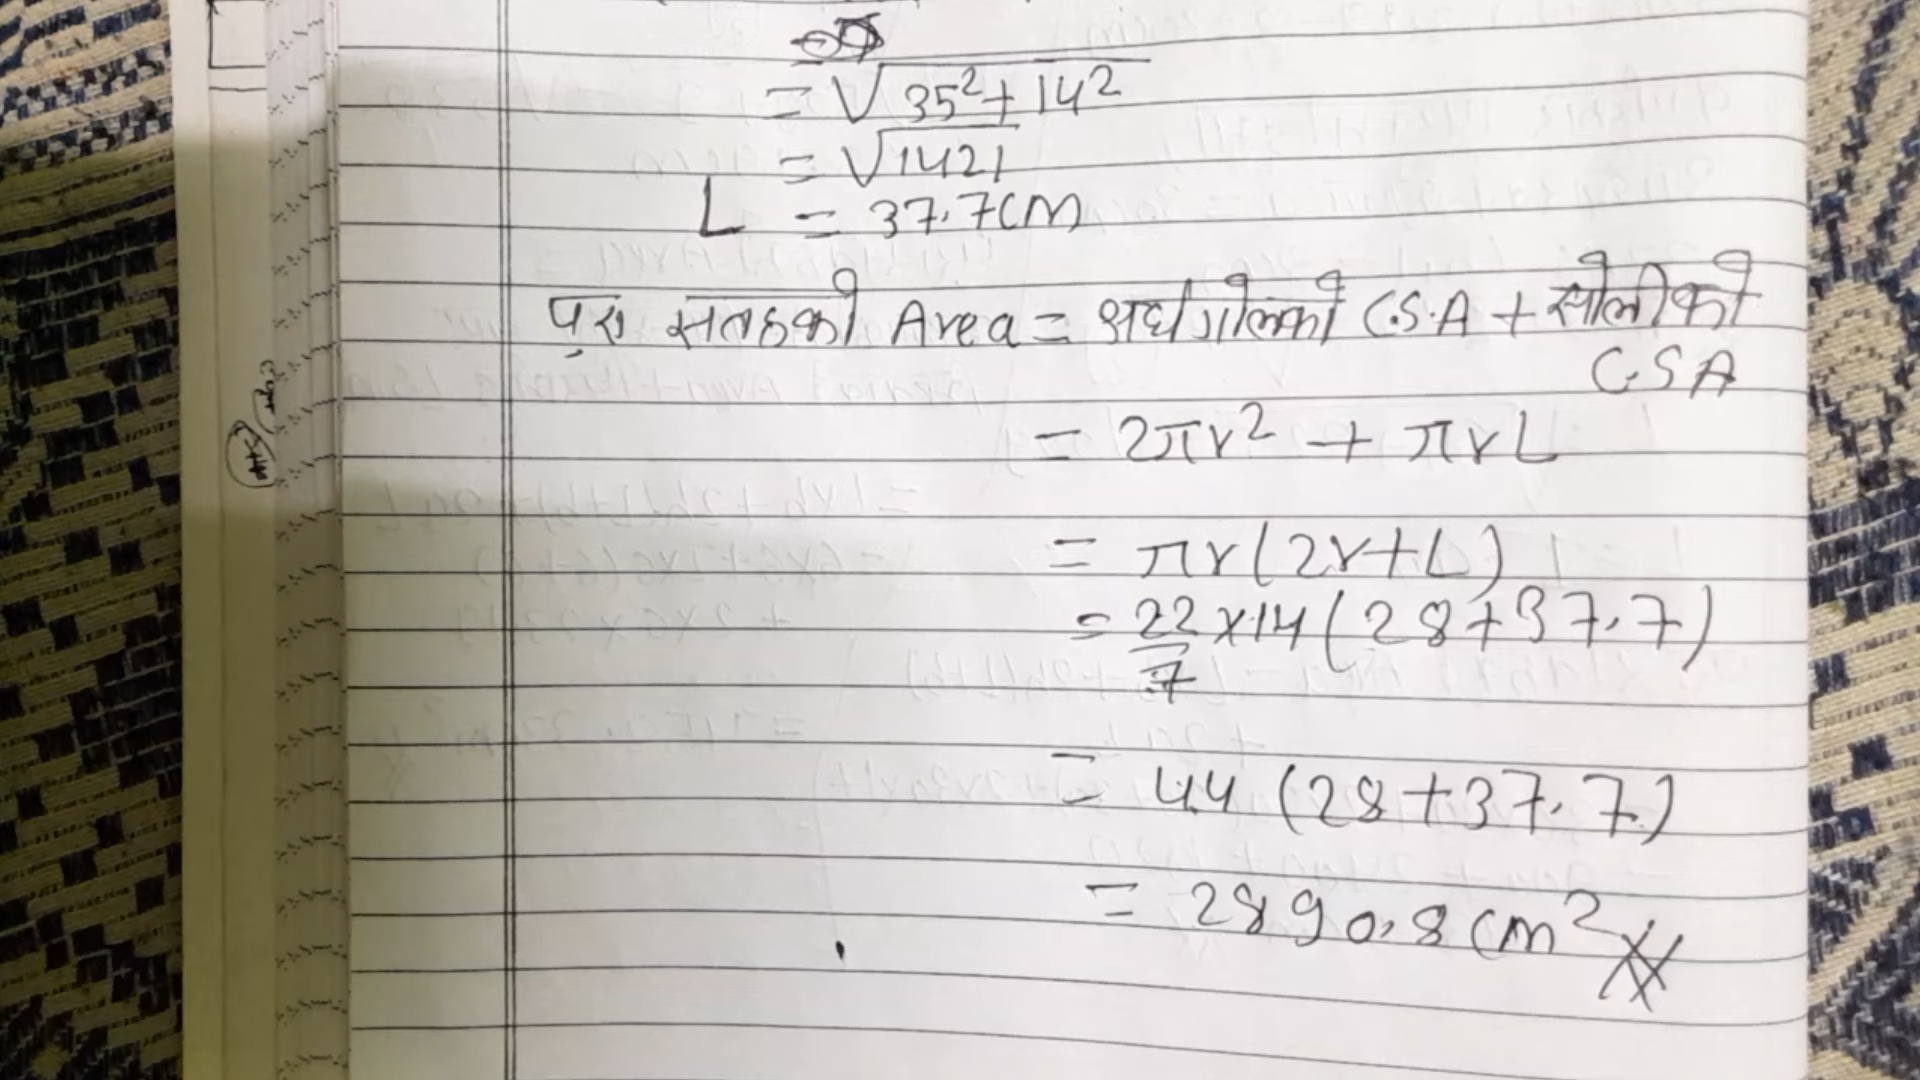 = √35²+14²
= √1421
L = 37.7cm
पुरा सतहको Area = अर्धगोलको C.S.A + सोलीको
C.S.A
= 2πr² + πrL
= πr(2r+L)
= 22/7 × 14 (28+37.7)
= 44 (28+37.7)
= 2890.8 cm²